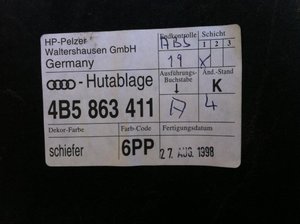 HP-Pelzer
Waltershausen GmbH
Germany
Endkontrolle Schicht
ABS 1 2 3
19 X
- Hutablage
Ausführungs-Buchstabe Änd.-Stand
K
4B5 863 411
A 4
Dekor-Farbe Farb-Code Fertigungsdatum
schiefer 6PP 27. AUG. 1998